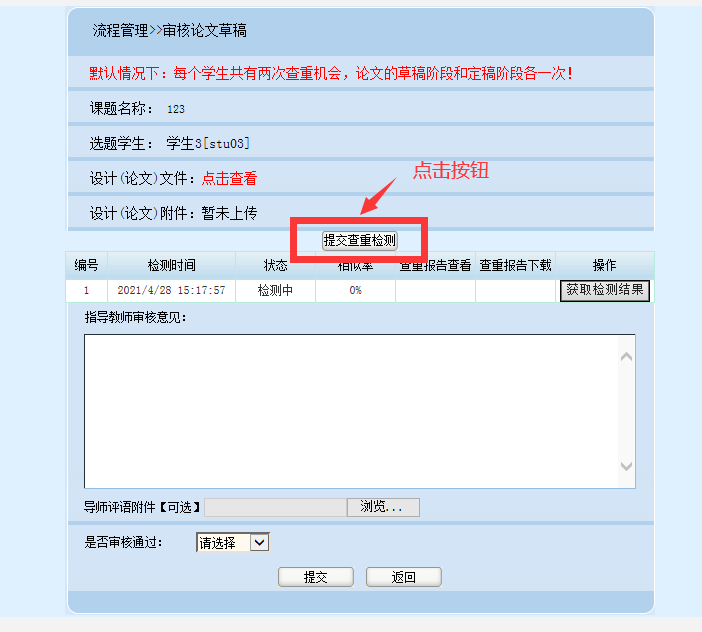 流程管理>>审核论文草稿
默认情况下：每个学生共有两次查重机会，论文的草稿阶段和定稿阶段各一次！
课题名称： 123
选题学生： 学生3[stu03]
点击按钮
设计(论文)文件：点击查看
设计(论文)附件：暂未上传
提交查重检测
编号 检测时间 状态 相似率 查重报告查看 查重报告下载 操作
1 2021/4/28 15:17:57 检测中 0% 获取检测结果
指导教师审核意见：
导师评语附件【可选】 浏览...
是否审核通过： 请选择
提交 返回